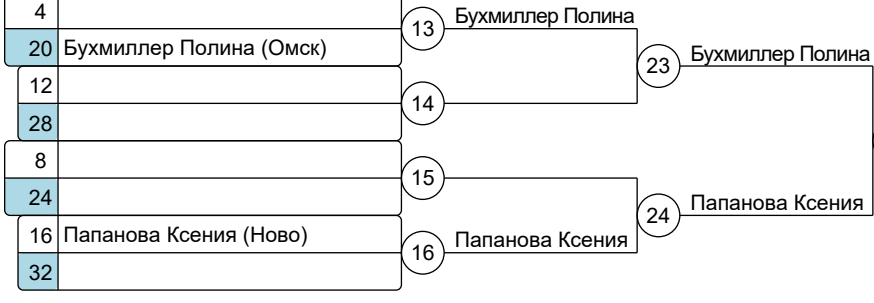 4
13 Бухмиллер Полина
20 Бухмиллер Полина (Омск)
23 Бухмиллер Полина
12
14
28
8
15
24
24 Папанова Ксения
16 Папанова Ксения (Ново)
16 Папанова Ксения
32